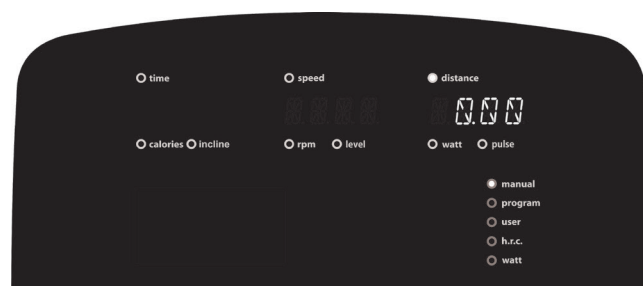 time speed distance
0.00
calories incline rpm level watt pulse
manual
program
user
h.r.c.
watt